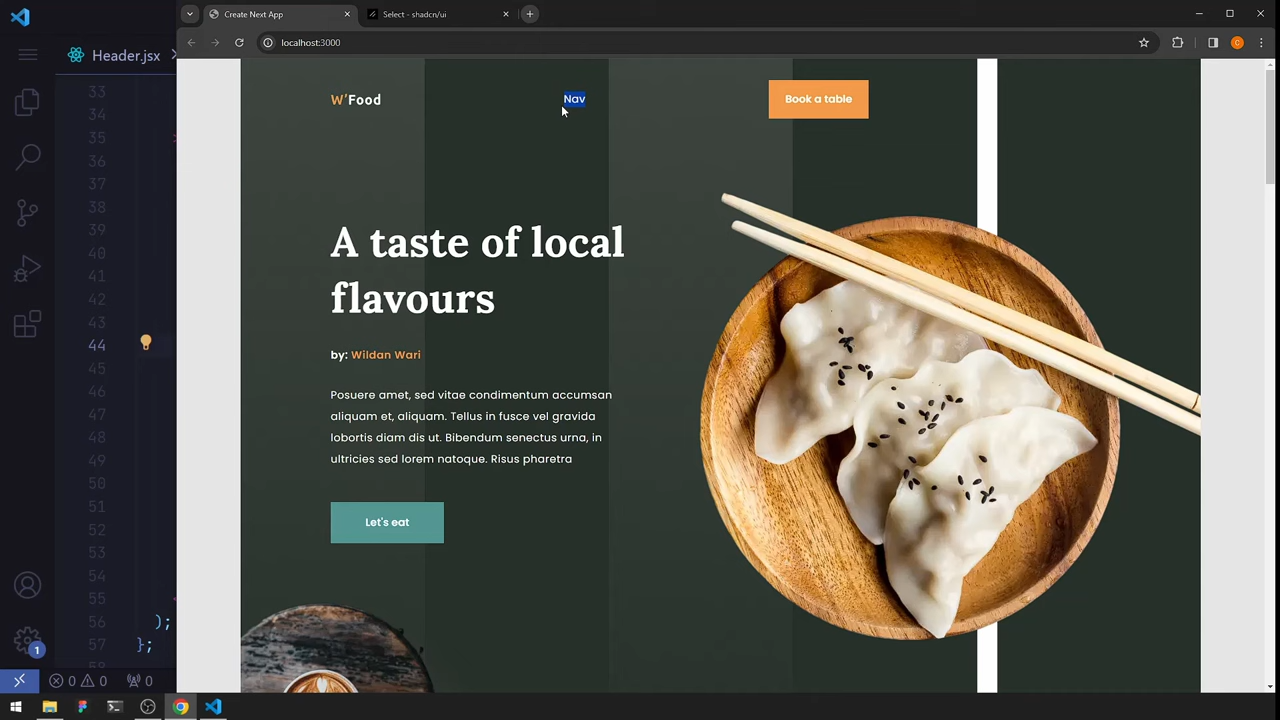 Create Next App
Select - shadcn/ui
Header.jsx
localhost:3000
33
34
35
36
37
38
39
40
41
42
43
44
45
46
47
48
49
50
51
52
53
54
55
56
);
57
};
W'Food
Nav
Book a table
A taste of local
flavours
by: Wildan Wari
Posuere amet, sed vitae condimentum accumsan
aliquam et, aliquam. Tellus in fusce vel gravida
lobortis diam dis ut. Bibendum senectus urna, in
ultricies sed lorem natoque. Risus pharetra
Let's eat
C
1
0
0
0